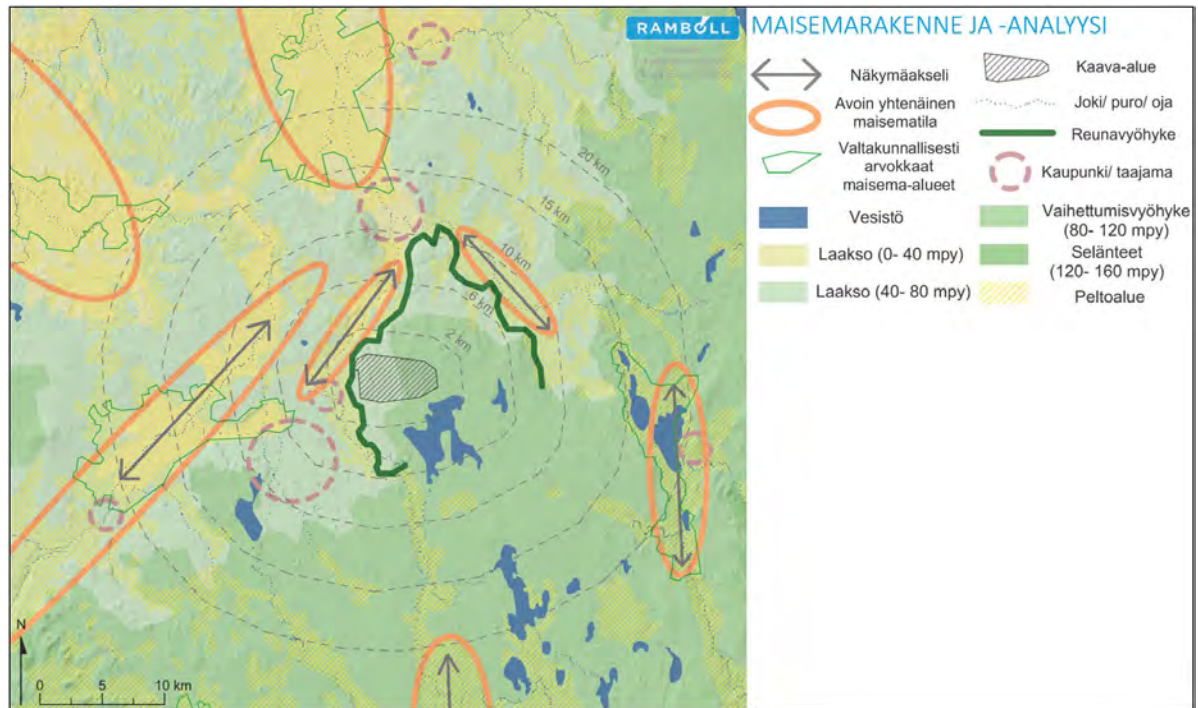 RAMBOLL
MAISEMARAKENNE JA -ANALYYSI
Näkymäakseli
Avoin yhtenäinen
maisematila
Valtakunnallisesti
arvokkaat
maisema-alueet
Vesistö
Laakso (0- 40 mpy)
Laakso (40- 80 mpy)
Kaava-alue
Joki/ puro/ oja
Reunavyöhyke
Kaupunki/ taajama
Vaihettumisvyöhyke
(80- 120 mpy)
Selänteet
(120- 160 mpy)
Peltoalue
20 km
15 km
10 km
6 km
2 km
N
0 5 10 km